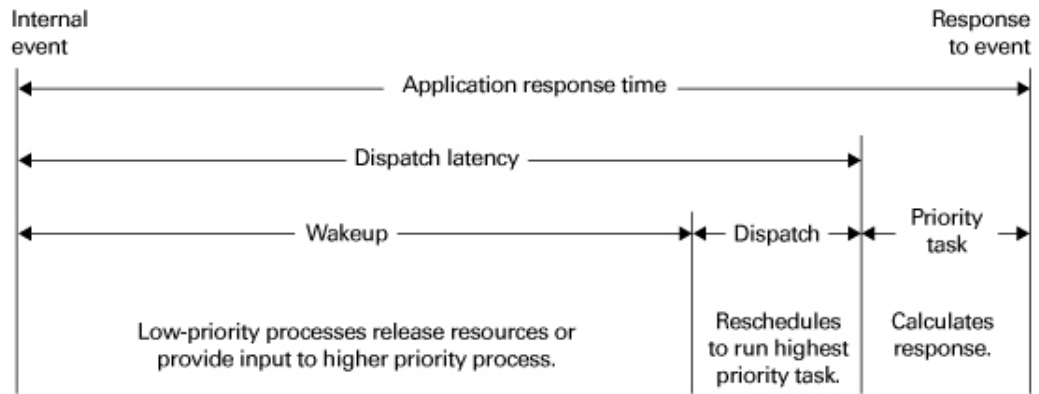 Internal
event
Response
to event
Application response time
Dispatch latency
Wakeup
Dispatch
Priority
task
Low-priority processes release resources or
provide input to higher priority process.
Reschedules
to run highest
priority task.
Calculates
response.